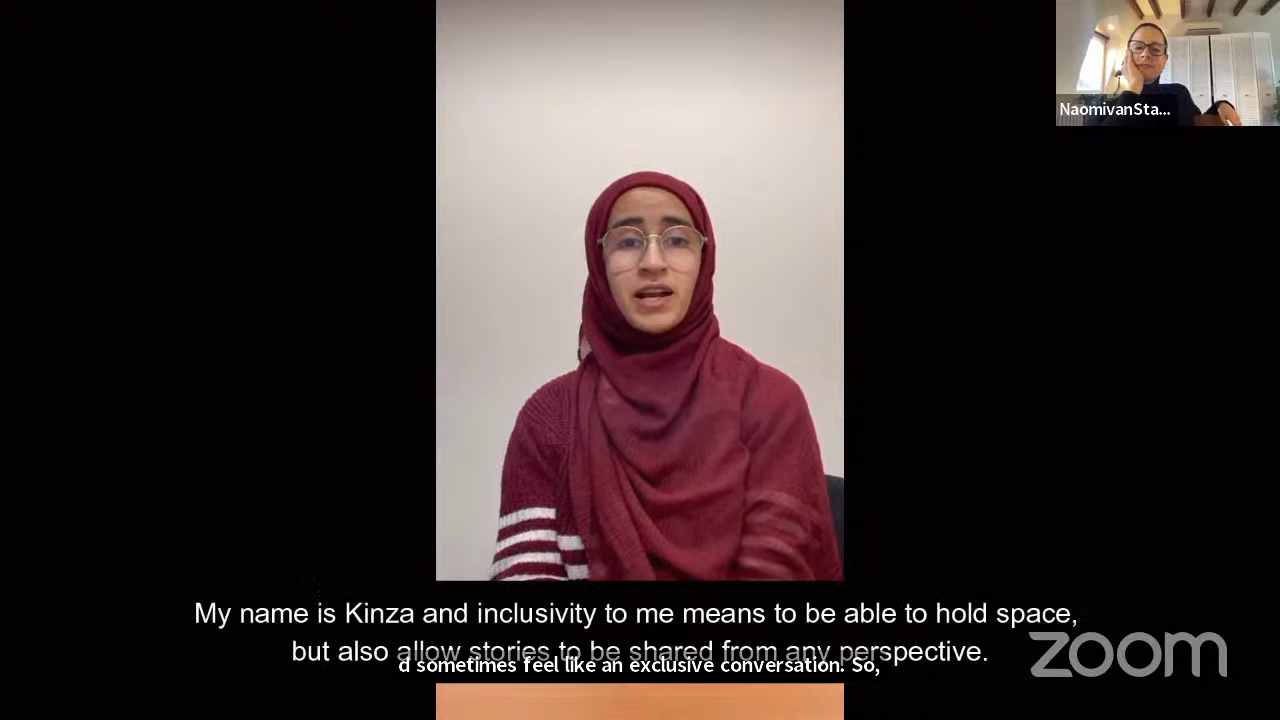 NaomivanSta...
My name is Kinza and inclusivity to me means to be able to hold space,
but also allow stories to be shared from any perspective.
d sometimes feel like an exclusive conversation. So,
zoom